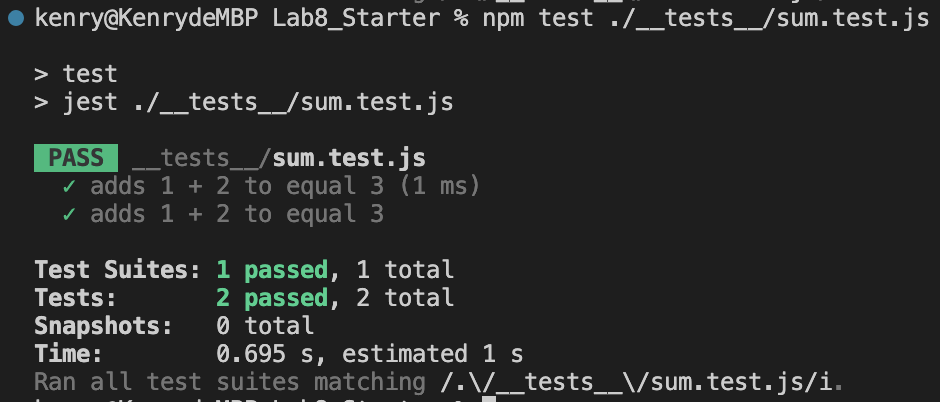 kenry@KenrydeMBP Lab8_Starter % npm test ./__tests__/sum.test.js
> test
> jest ./__tests__/sum.test.js
PASS __tests__/sum.test.js
✓ adds 1 + 2 to equal 3 (1 ms)
✓ adds 1 + 2 to equal 3
Test Suites: 1 passed, 1 total
Tests: 2 passed, 2 total
Snapshots: 0 total
Time: 0.695 s, estimated 1 s
Ran all test suites matching /.\/__tests__\/sum.test.js/i.